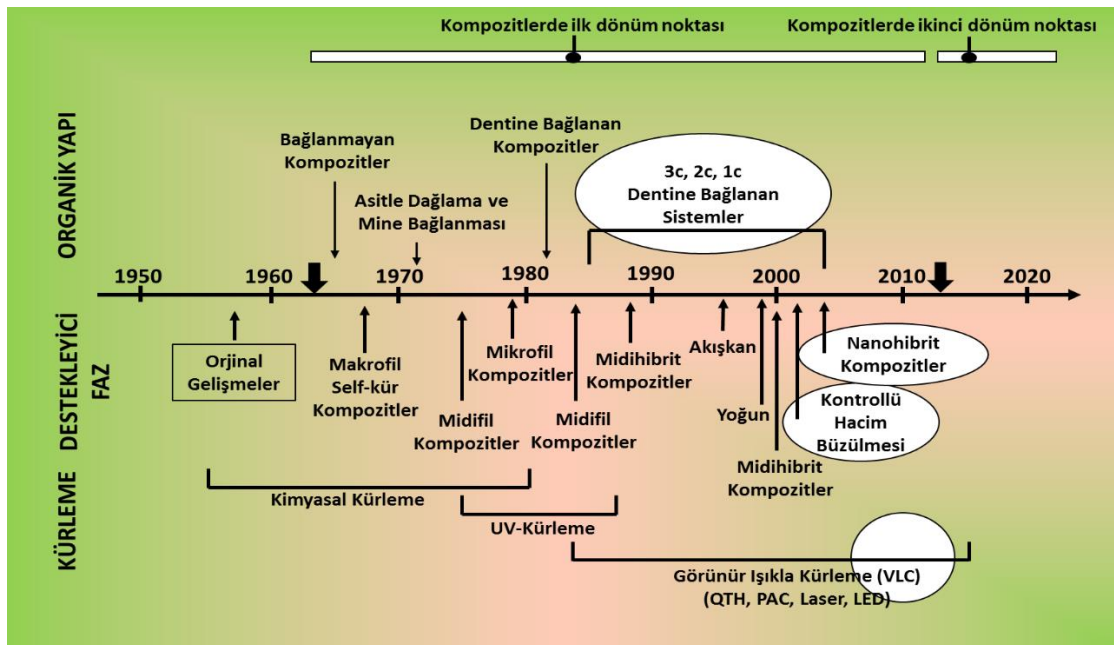 Kompozitlerde ilk dönüm noktası
Kompozitlerde ikinci dönüm noktası
ORGANİK YAPI
Bağlanmayan
Kompozitler
Asitle Dağlama ve
Mine Bağlanması
Dentine Bağlanan
Kompozitler
3c, 2c, 1c
Dentine Bağlanan
Sistemler
1950 1960 1970 1980 1990 2000 2010 2020
DESTEKLEYİCİ
FAZ
Orjinal
Gelişmeler
Makrofil
Self-kür
Kompozitler
Midifil
Kompozitler
Mikrofil
Kompozitler
Midifil
Kompozitler
Midihibrit
Kompozitler
Akışkan
Yoğun
Midihibrit
Kompozitler
Nanohibrit
Kompozitler
Kontrollü
Hacim
Büzülmesi
KÜRLEME
Kimyasal Kürleme
UV-Kürleme
Görünür Işıkla Kürleme (VLC)
(QTH, PAC, Laser, LED)